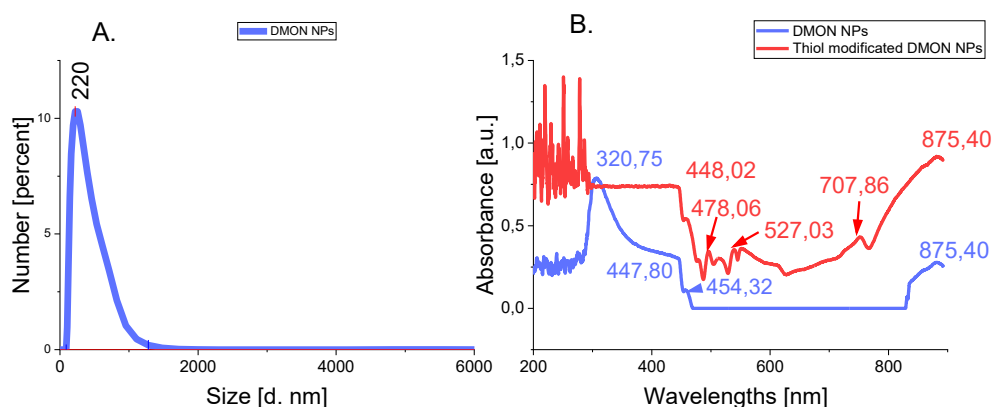 A.
DMON NPs
220
Number [percent]
10
5
0
0
2000
4000
6000
Size [d. nm]
B.
DMON NPs
Thiol modificated DMON NPs
Absorbance [a.u.]
1,5
1,0
0,5
0,0
320,75
448,02
478,06
527,03
707,86
875,40
447,80
454,32
875,40
200
400
600
800
Wavelengths [nm]